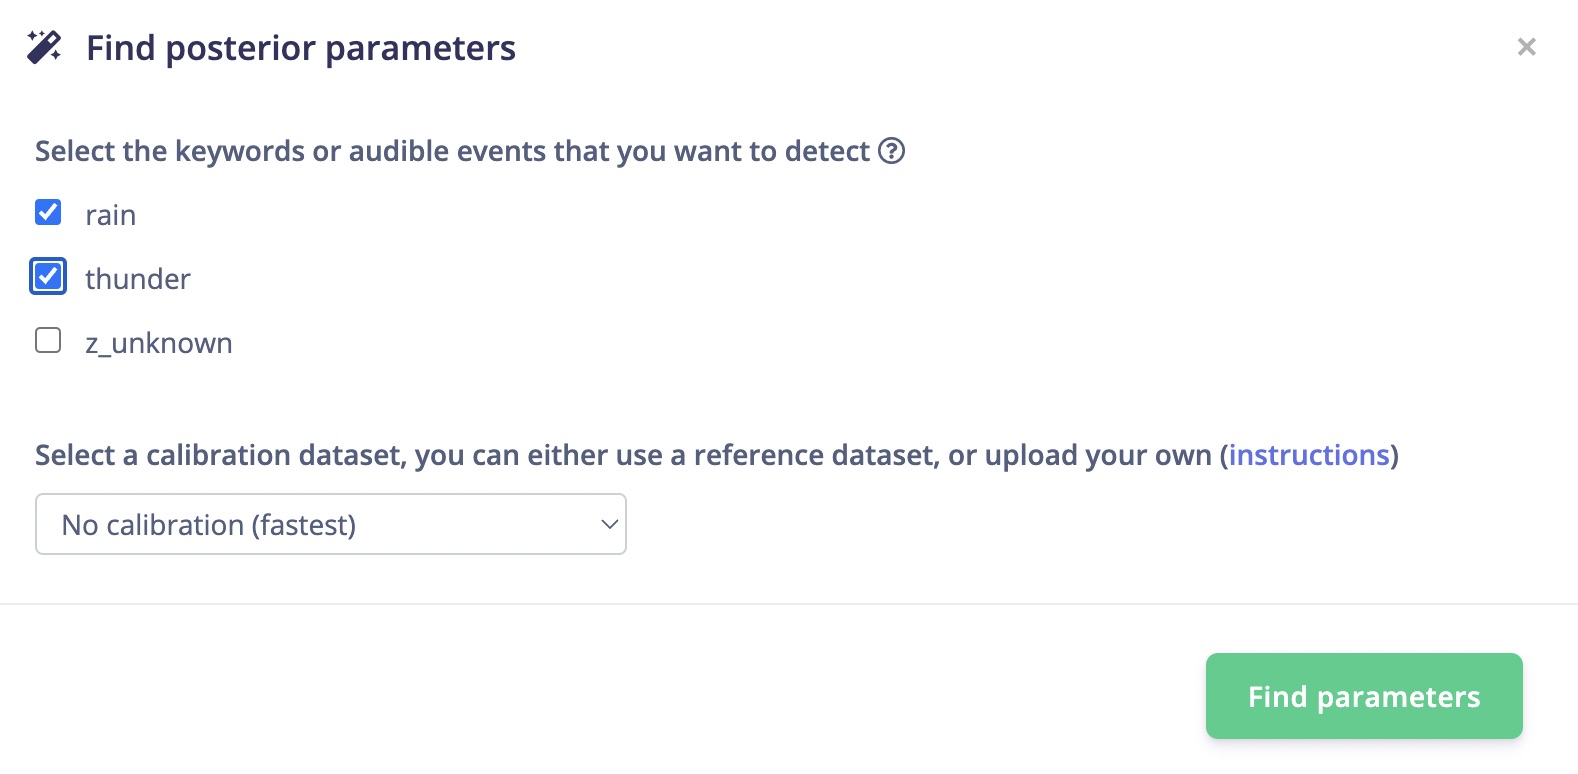 Find posterior parameters
Select the keywords or audible events that you want to detect
rain
thunder
z_unknown
Select a calibration dataset, you can either use a reference dataset, or upload your own (instructions)
No calibration (fastest)
Find parameters